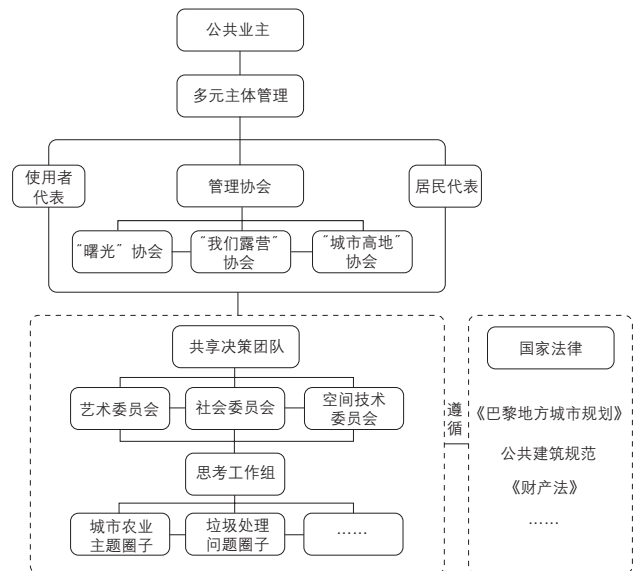 公共业主
多元主体管理
使用者
代表
管理协会
居民代表
"曙光" 协会
"我们露营"
协会
"城市高地"
协会
共享决策团队
艺术委员会
社会委员会
空间技术
委员会
思考工作组
城市农业
主题圈子
垃圾处理
问题圈子
……
遵循
国家法律
《巴黎地方城市规划》
公共建筑规范
《财产法》
……